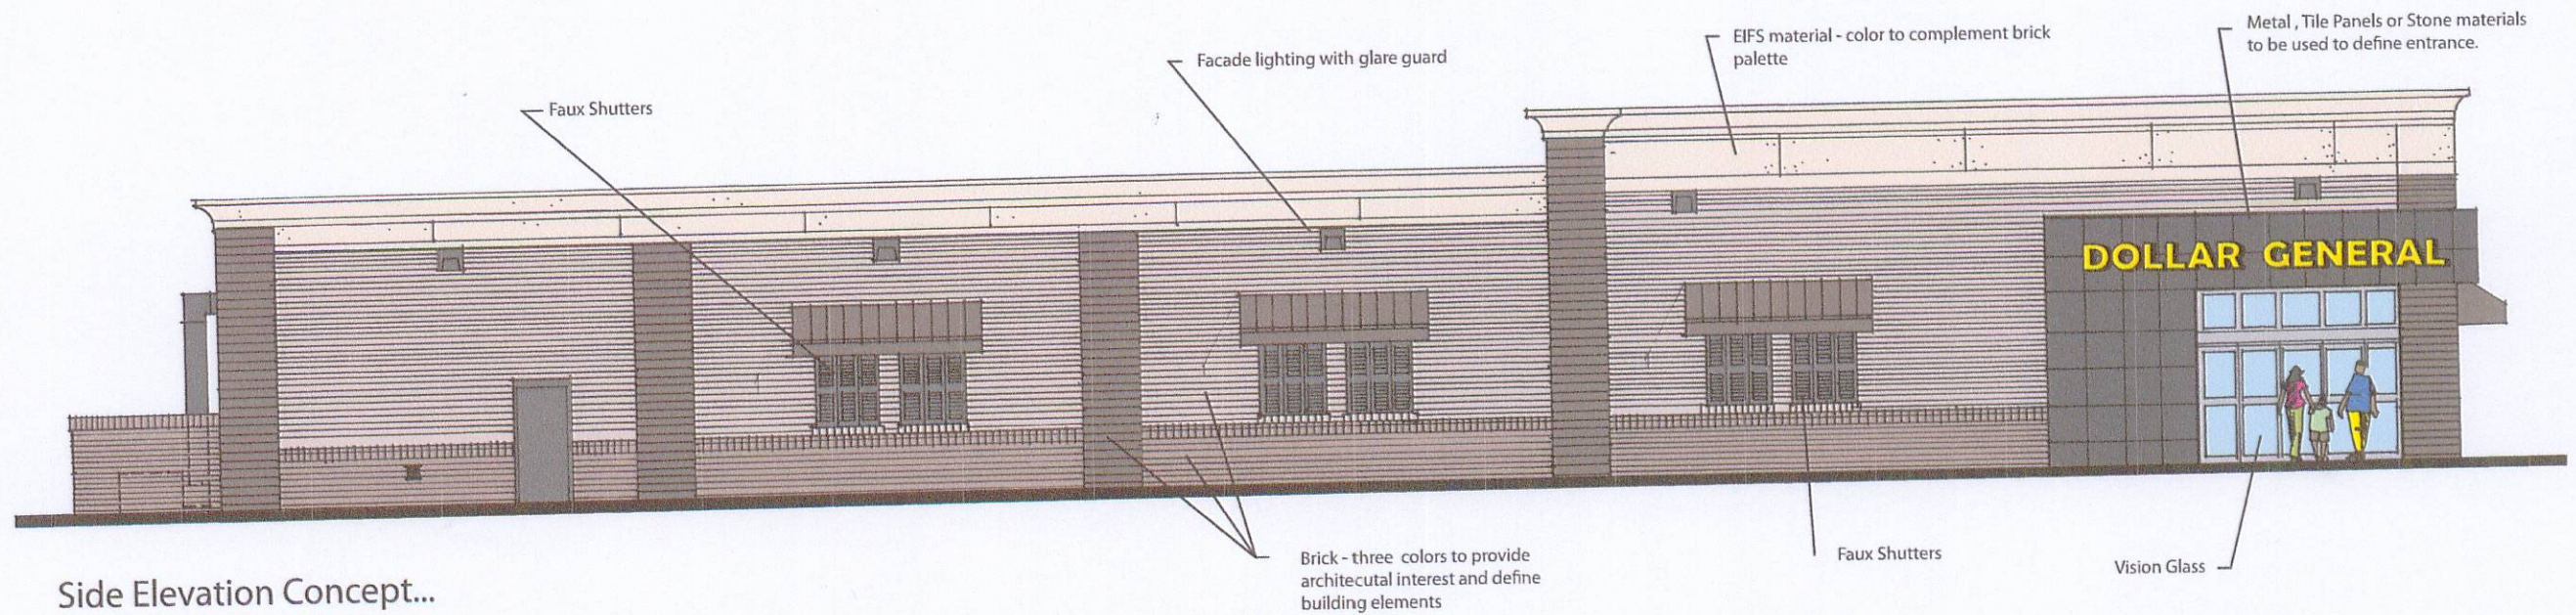 Metal , Tile Panels or Stone materials
to be used to define entrance.
EIFS material - color to complement brick
palette
Facade lighting with glare guard
Faux Shutters
DOLLAR GENERAL
Brick - three colors to provide
architecutal interest and define
building elements
Faux Shutters
Vision Glass
Side Elevation Concept...